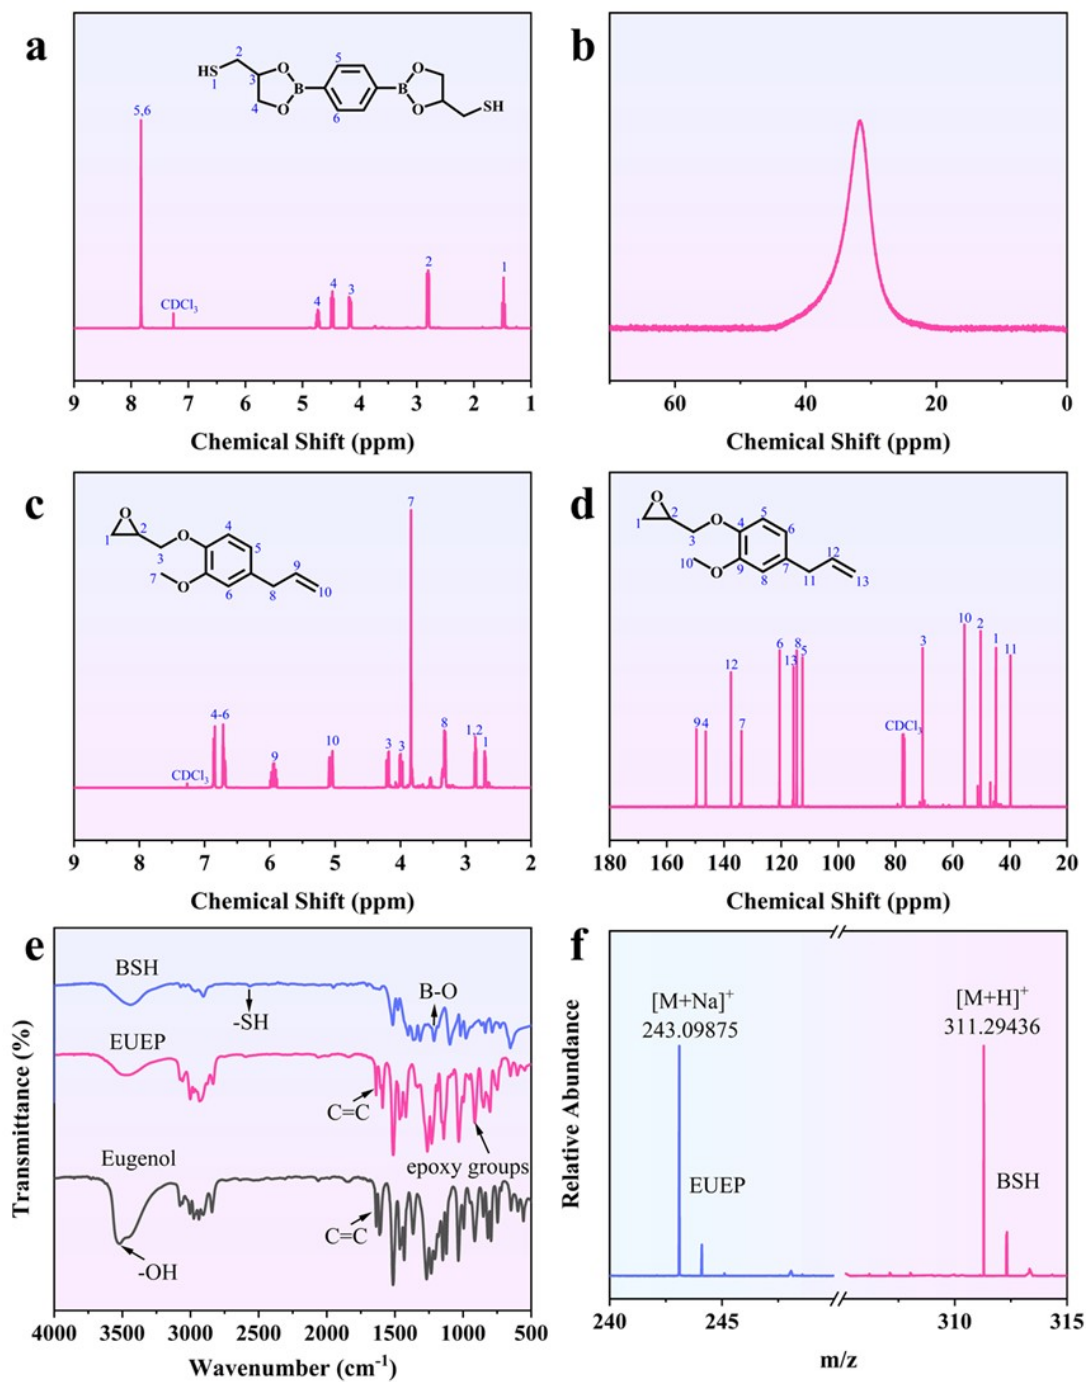 a
2
HS
1
3
O
B
O
4
5
6
B
O
O
SH
5,6
CDCl3
4
4
3
2
1
9 8 7 6 5 4 3 2 1
Chemical Shift (ppm)
b
60 40 20 0
Chemical Shift (ppm)
c
O
1
2
3
O
4
5
7
O
6
8
9
10
7
4-6
CDCl3
9
10
3
3
8
1,2
1
9 8 7 6 5 4 3 2
Chemical Shift (ppm)
d
O
1
2
3
O
4
5
6
10
O
9
8
7
11
12
13
9
4
12
7
6
13
8
5
CDCl3
3
10
2
1
11
180 160 140 120 100 80 60 40 20
Chemical Shift (ppm)
e
BSH
-SH
B-O
EUEP
C=C
epoxy groups
Eugenol
C=C
-OH
Transmittance (%)
4000 3500 3000 2500 2000 1500 1000 500
Wavenumber (cm-1)
f
[M+Na]+
243.09875
[M+H]+
311.29436
EUEP
BSH
Relative Abundance
240 245 310 315
m/z